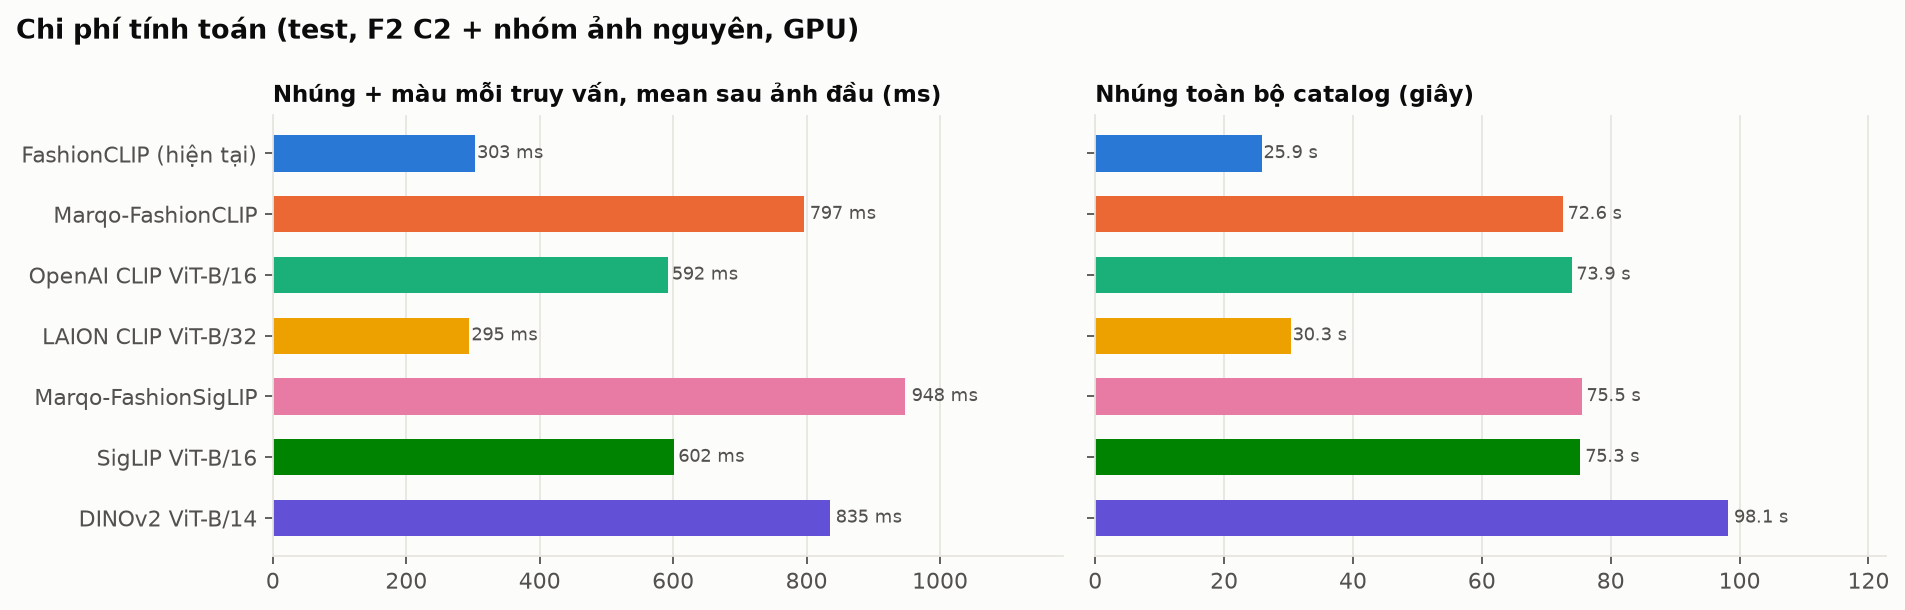 Chi phí tính toán (test, F2 C2 + nhóm ảnh nguyên, GPU)
Nhúng + màu mỗi truy vấn, mean sau ảnh đầu (ms)
FashionCLIP (hiện tại)
303 ms
Marqo-FashionCLIP
797 ms
OpenAI CLIP ViT-B/16
592 ms
LAION CLIP ViT-B/32
295 ms
Marqo-FashionSigLIP
948 ms
SigLIP ViT-B/16
602 ms
DINOv2 ViT-B/14
835 ms
0 200 400 600 800 1000
Nhúng toàn bộ catalog (giây)
25.9 s
72.6 s
73.9 s
30.3 s
75.5 s
75.3 s
98.1 s
0 20 40 60 80 100 120